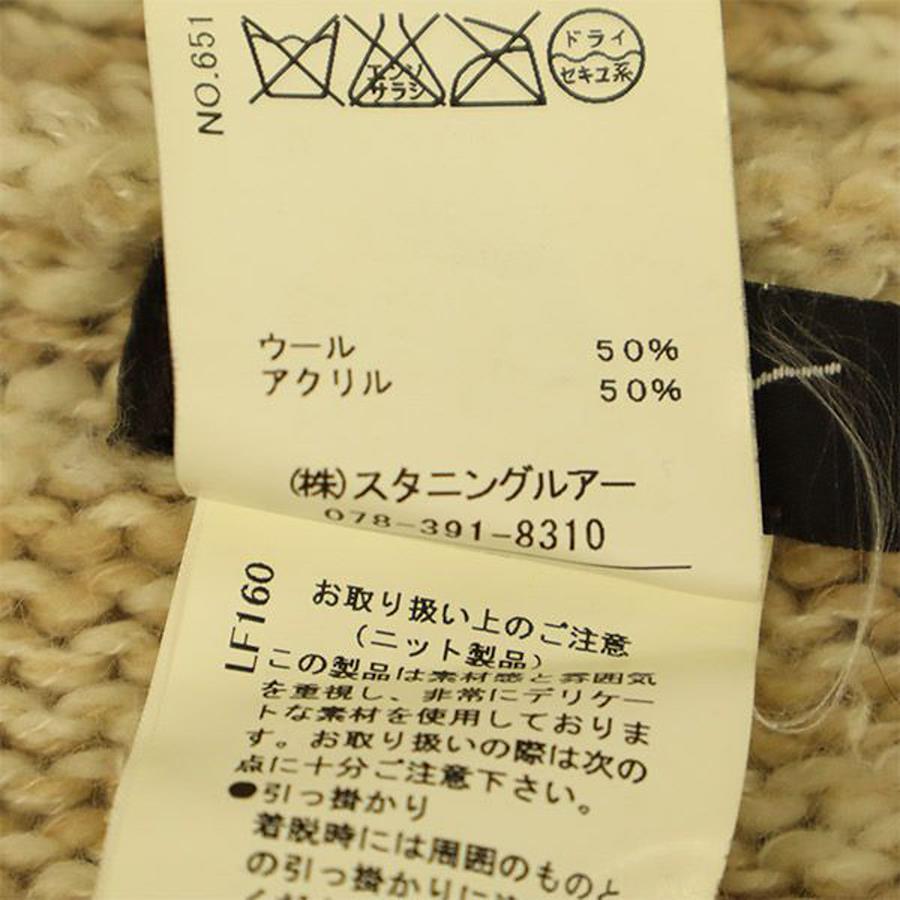 NO.651
エンソ
サラシ
ドライ
セキユ系
ウール 50%
アクリル 50%
(株)スタニングルアー
078-391-8310
LF160
お取り扱い上のご注意
(ニット製品)
この製品は素材感と雰囲気
を重視し、非常にデリケー
トな素材を使用しておりま
す。お取り扱いの際は次の
点に十分ご注意下さい。
●引っ掛かり
着脱時には周囲のものと
の引っ掛かりに